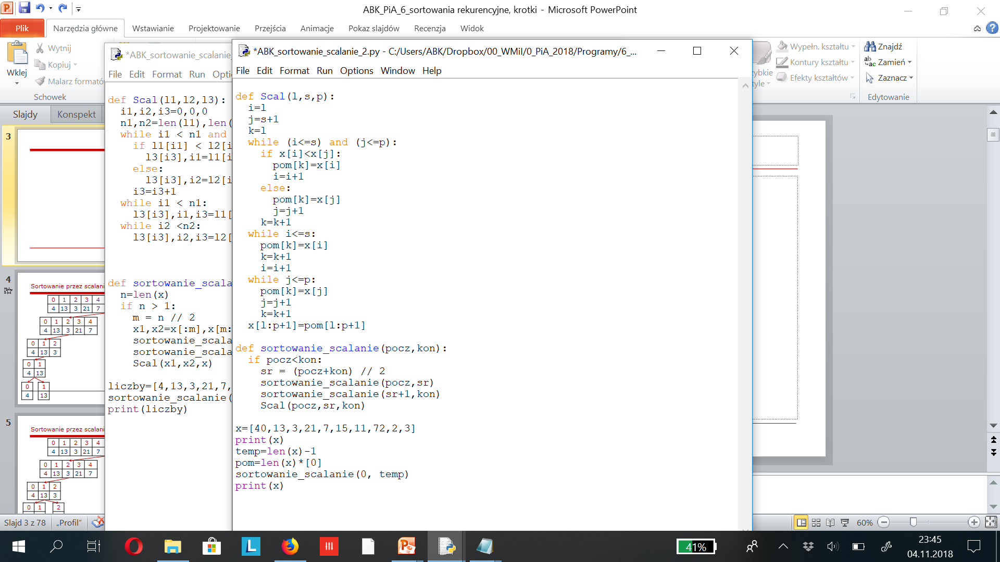 ABK_PiA_6_sortowania rekurencyjne, krotki - Microsoft PowerPoint
Plik
Narzędzia główne
Wstawianie
Projektowanie
Przejścia
Animacje
Pokaz slajdów
Recenzja
Widok
Wklej
Wytnij
Kopiuj
Malarz formató
Schowek
Wypełn. kształtu
Kontury kształtu
Efekty kształtów
Znajdź
Zamień
Zaznacz
Edytowanie
Slajdy
Konspekt
3
4
Sortowanie przez scalani
0 1 2 3 4
4 13 3 21 7
0 1 2 3 4
4 13 3 21 7
0 1 2
4 13 3
0 1
4 13
0 1
4 13
5
Sortowanie przez scalani
0 1 2 3 4
4 13 3 21 7
0 1 2 3 4
4 13 3 21 7
0 1 2
4 13 3
0 1 2
*ABK_sortowanie_scalanie_
File Edit Format Run Optio
def Scal(l1,l2,l3):
i1,i2,i3=0,0,0
n1,n2=len(l1),len(
while i1 < n1 and
if l1[i1] < l2[i
l3[i3],i1=l1[i
else:
l3[i3],i2=l2[i
i3=i3+1
while i1 < n1:
l3[i3],i1,i3=l1[
while i2 <n2:
l3[i3],i2,i3=l2[
def sortowanie_scala
n=len(x)
if n > 1:
m = n // 2
x1,x2=x[:m],x[m:
sortowanie_scala
sortowanie_scala
Scal(x1,x2,x)
liczby=[4,13,3,21,7,
sortowanie_scalanie(
print(liczby)
*ABK_sortowanie_scalanie_2.py - C:/Users/ABK/Dropbox/00_WMiI/0_PiA_2018/Programy/6_...
File Edit Format Run Options Window Help
def Scal(l,s,p):
i=l
j=s+1
k=l
while (i<=s) and (j<=p):
if x[i]<x[j]:
pom[k]=x[i]
i=i+1
else:
pom[k]=x[j]
j=j+1
k=k+1
while i<=s:
pom[k]=x[i]
k=k+1
i=i+1
while j<=p:
pom[k]=x[j]
j=j+1
k=k+1
x[l:p+1]=pom[l:p+1]
def sortowanie_scalanie(pocz,kon):
if pocz<kon:
sr = (pocz+kon) // 2
sortowanie_scalanie(pocz,sr)
sortowanie_scalanie(sr+1,kon)
Scal(pocz,sr,kon)
x=[40,13,3,21,7,15,11,72,2,3]
print(x)
temp=len(x)-1
pom=len(x)*[0]
sortowanie_scalanie(0, temp)
print(x)
Slajd 3 z 78
„Profil”
60%
41%
23:45
04.11.2018